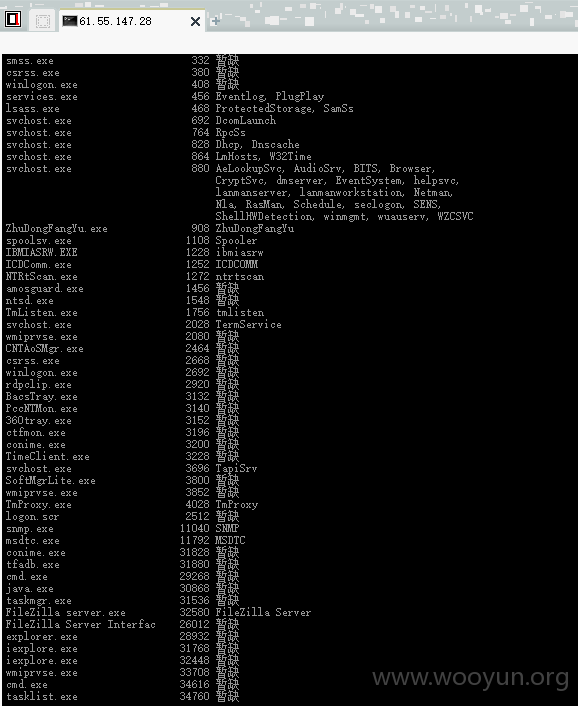 61.55.147.28
smss.exe 332 暂缺
csrss.exe 380 暂缺
winlogon.exe 408 暂缺
services.exe 456 Eventlog, PlugPlay
lsass.exe 468 ProtectedStorage, SamSs
svchost.exe 692 DcomLaunch
svchost.exe 764 RpcSs
svchost.exe 828 Dhcp, Dnscache
svchost.exe 864 LmHosts, W32Time
svchost.exe 880 AeLookupSvc, AudioSrv, BITS, Browser,
CryptSvc, dmserver, EventSystem, helpsvc,
lanmanserver, lanmanworkstation, Netman,
Nla, RasMan, Schedule, seclogon, SENS,
ShellHWDetection, winmgmt, wuauserv, WZCSVC
ZhuDongFangYu.exe 908 ZhuDongFangYu
spoolsv.exe 1108 Spooler
IBMIASRW.EXE 1228 ibmiasrw
ICDComm.exe 1252 ICDCOMM
NTRtScan.exe 1272 ntrtscan
amosguard.exe 1456 暂缺
ntsd.exe 1548 暂缺
TmListen.exe 1756 tmlisten
svchost.exe 2028 TermService
wmiprvse.exe 2080 暂缺
CNTAoSMgr.exe 2464 暂缺
csrss.exe 2668 暂缺
winlogon.exe 2692 暂缺
rdpclip.exe 2920 暂缺
BacsTray.exe 3132 暂缺
PccNTMon.exe 3140 暂缺
360tray.exe 3152 暂缺
ctfmon.exe 3196 暂缺
conime.exe 3200 暂缺
TimeClient.exe 3228 暂缺
svchost.exe 3696 TapiSrv
SoftMgrLite.exe 3800 暂缺
wmiprvse.exe 3852 暂缺
TmProxy.exe 4028 TmProxy
logon.scr 2512 暂缺
snmp.exe 11040 SNMP
msdtc.exe 11792 MSDTC
conime.exe 31828 暂缺
tfadb.exe 31880 暂缺
cmd.exe 29268 暂缺
java.exe 30868 暂缺
taskmgr.exe 31536 暂缺
FileZilla server.exe 32580 FileZilla Server
FileZilla Server Interfac 26012 暂缺
explorer.exe 28932 暂缺
iexplore.exe 31768 暂缺
iexplore.exe 32448 暂缺
wmiprvse.exe 33708 暂缺
cmd.exe 34616 暂缺
tasklist.exe 34760 暂缺
www.wooyun.org